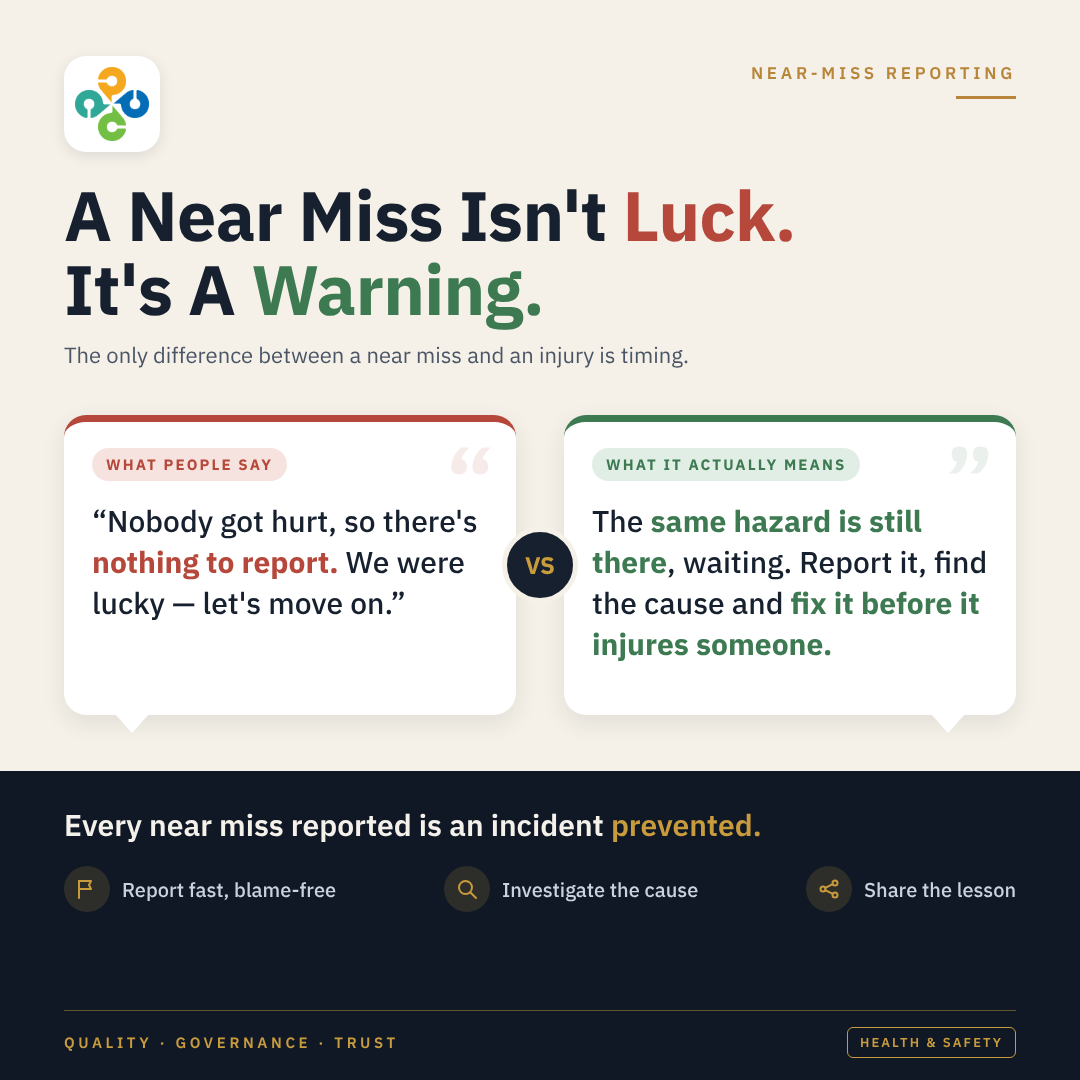 NEAR-MISS REPORTING
A Near Miss Isn't Luck.
It's A Warning.
The only difference between a near miss and an injury is timing.
WHAT PEOPLE SAY
“Nobody got hurt, so there's
nothing to report. We were
lucky — let's move on.”
VS
WHAT IT ACTUALLY MEANS
The same hazard is still
there, waiting. Report it, find
the cause and fix it before it
injures someone.
Every near miss reported is an incident prevented.
Report fast, blame-free
Investigate the cause
Share the lesson
QUALITY · GOVERNANCE · TRUST
HEALTH & SAFETY